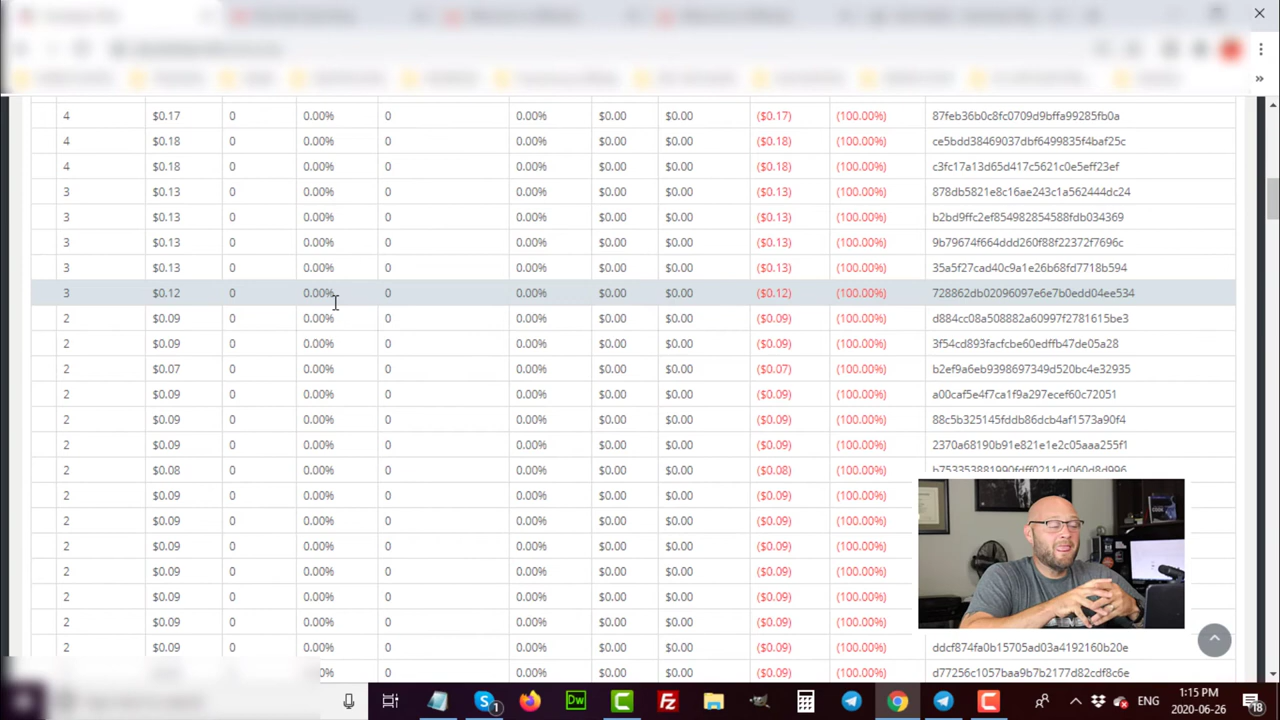 4 $0.17 0 0.00% 0 0.00% $0.00 $0.00 ($0.17) (100.00%) 87feb36b0c8fc0709d9bffa99285fb0a
4 $0.18 0 0.00% 0 0.00% $0.00 $0.00 ($0.18) (100.00%) ce5bdd38469037dbf6499835f4baf25c
4 $0.18 0 0.00% 0 0.00% $0.00 $0.00 ($0.18) (100.00%) c3fc17a13d65d417c5621c0e5eff23ef
3 $0.13 0 0.00% 0 0.00% $0.00 $0.00 ($0.13) (100.00%) 878db5821e8c16ae243c1a562444dc24
3 $0.13 0 0.00% 0 0.00% $0.00 $0.00 ($0.13) (100.00%) b2bd9ffc2ef854982854588fdb034369
3 $0.13 0 0.00% 0 0.00% $0.00 $0.00 ($0.13) (100.00%) 9b79674f664ddd260f88f22372f7696c
3 $0.13 0 0.00% 0 0.00% $0.00 $0.00 ($0.13) (100.00%) 35a5f27cad40c9a1e26b68fd7718b594
3 $0.12 0 0.00% 0 0.00% $0.00 $0.00 ($0.12) (100.00%) 728862db02096097e6e7b0edd04ee534
2 $0.09 0 0.00% 0 0.00% $0.00 $0.00 ($0.09) (100.00%) d884cc08a508882a60997f2781615be3
2 $0.09 0 0.00% 0 0.00% $0.00 $0.00 ($0.09) (100.00%) 3f54cd893facfcbe60edffb47de05a28
2 $0.07 0 0.00% 0 0.00% $0.00 $0.00 ($0.07) (100.00%) b2ef9a6eb9398697349d520bc4e32935
2 $0.09 0 0.00% 0 0.00% $0.00 $0.00 ($0.09) (100.00%) a00caf5e4f7ca1f9a297ecef60c72051
2 $0.09 0 0.00% 0 0.00% $0.00 $0.00 ($0.09) (100.00%) 88c5b325145fddb86dcb4af1573a90f4
2 $0.09 0 0.00% 0 0.00% $0.00 $0.00 ($0.09) (100.00%) 2370a68190b91e821e1e2c05aaa255f1
2 $0.08 0 0.00% 0 0.00% $0.00 $0.00 ($0.08) (100.00%) b753353881990fdff0211cd060d8d996
2 $0.09 0 0.00% 0 0.00% $0.00 $0.00 ($0.09) (100.00%)
2 $0.09 0 0.00% 0 0.00% $0.00 $0.00 ($0.09) (100.00%)
2 $0.09 0 0.00% 0 0.00% $0.00 $0.00 ($0.09) (100.00%)
2 $0.09 0 0.00% 0 0.00% $0.00 $0.00 ($0.09) (100.00%)
2 $0.09 0 0.00% 0 0.00% $0.00 $0.00 ($0.09) (100.00%)
2 $0.09 0 0.00% 0 0.00% $0.00 $0.00 ($0.09) (100.00%)
2 $0.09 0 0.00% 0 0.00% $0.00 $0.00 ($0.09) (100.00%) ddcf874fa0b15705ad03a4192160b20e
0 0.00% $0.00 $0.00 ($0.09) (100.00%) d77256c1057baa9b7b2177d82cdf8c6e
1 Dw Fz ENG 1:15 PM 18
2020-06-26